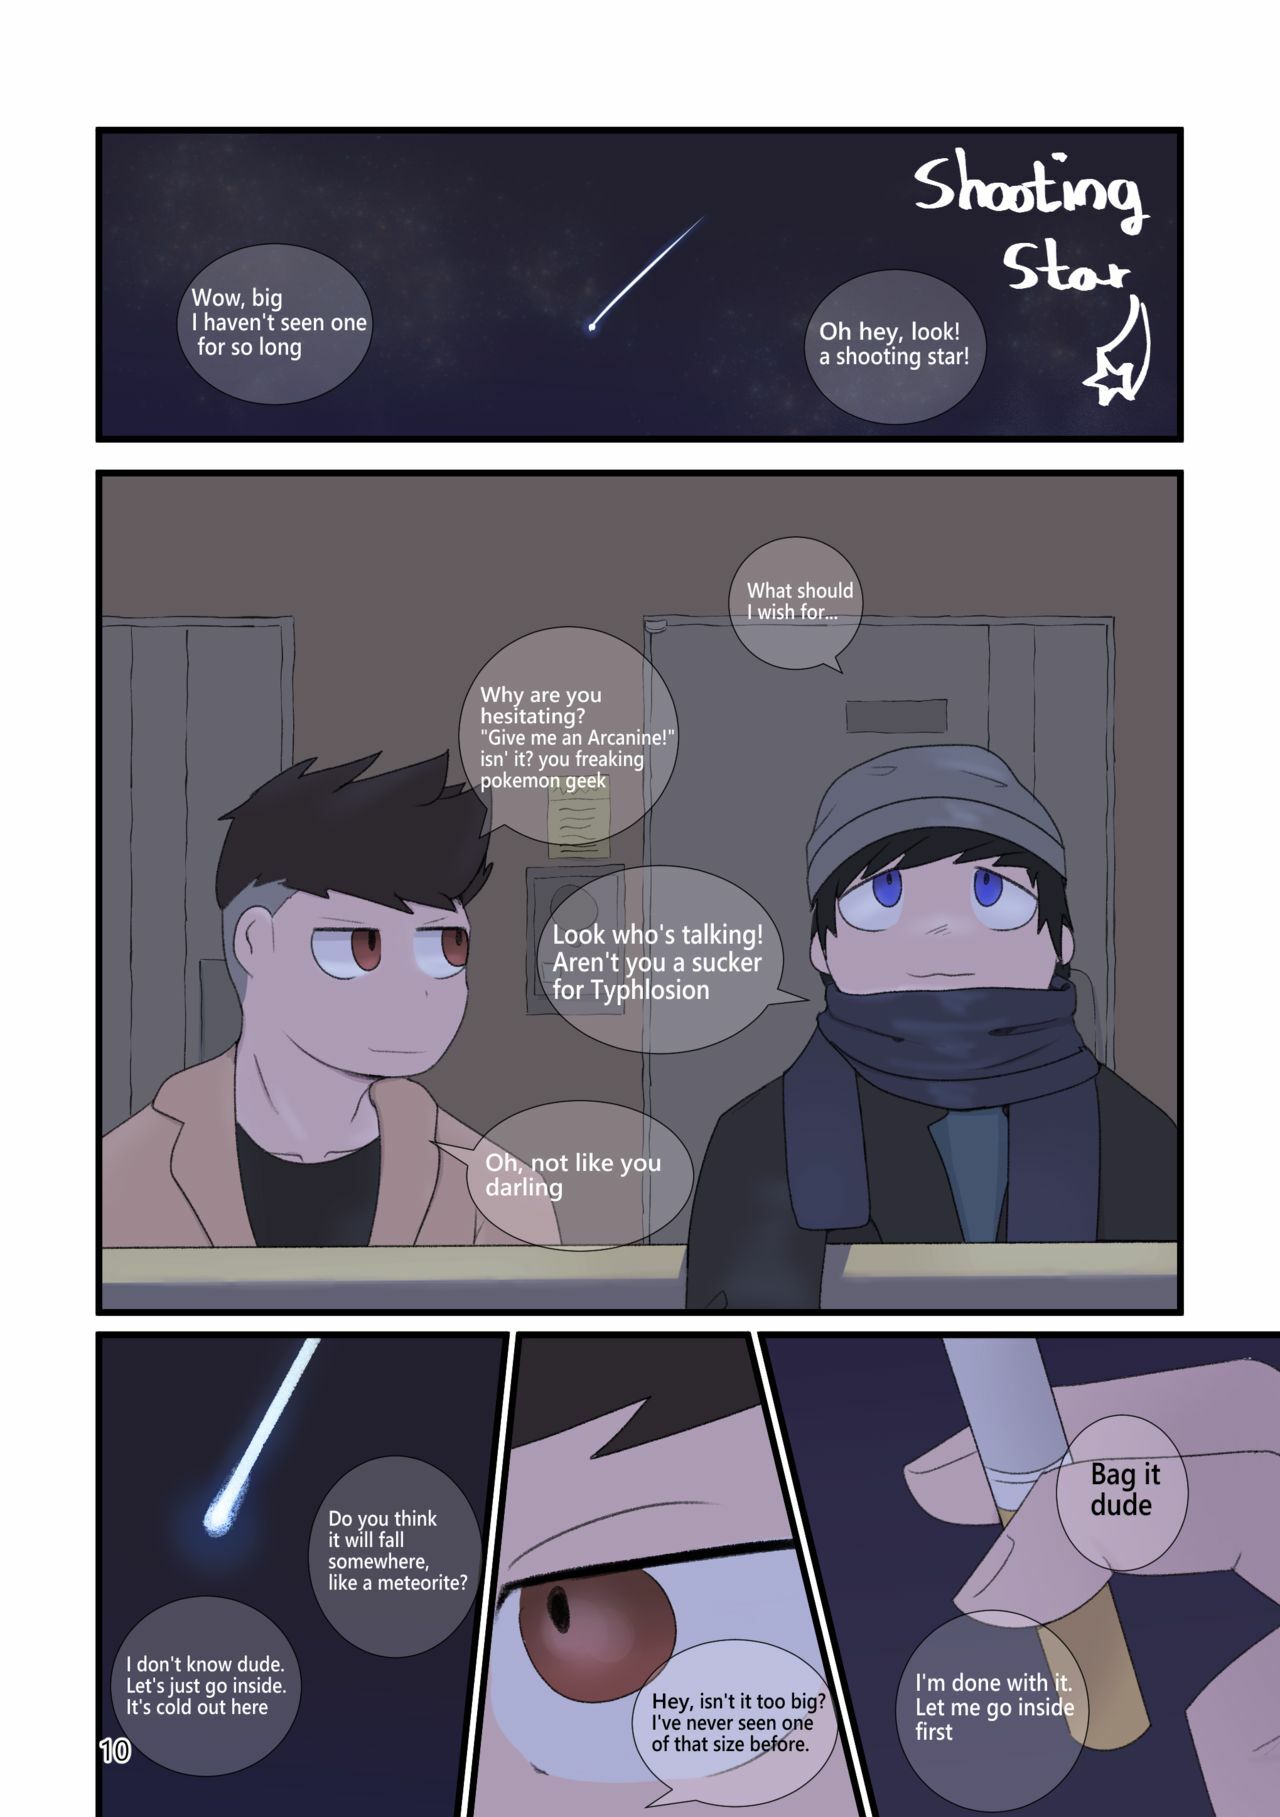 Shooting
Star
Oh hey, look!
a shooting star!
Wow, big
I haven't seen one
for so long
What should
I wish for...
Why are you
hesitating?
"Give me an Arcanine!"
isn' it? you freaking
pokemon geek
Look who's talking!
Aren't you a sucker
for Typhlosion
Oh, not like you
darling
Bag it
dude
I'm done with it.
Let me go inside
first
Hey, isn't it too big?
I've never seen one
of that size before.
Do you think
it will fall
somewhere,
like a meteorite?
I don't know dude.
Let's just go inside.
It's cold out here
10